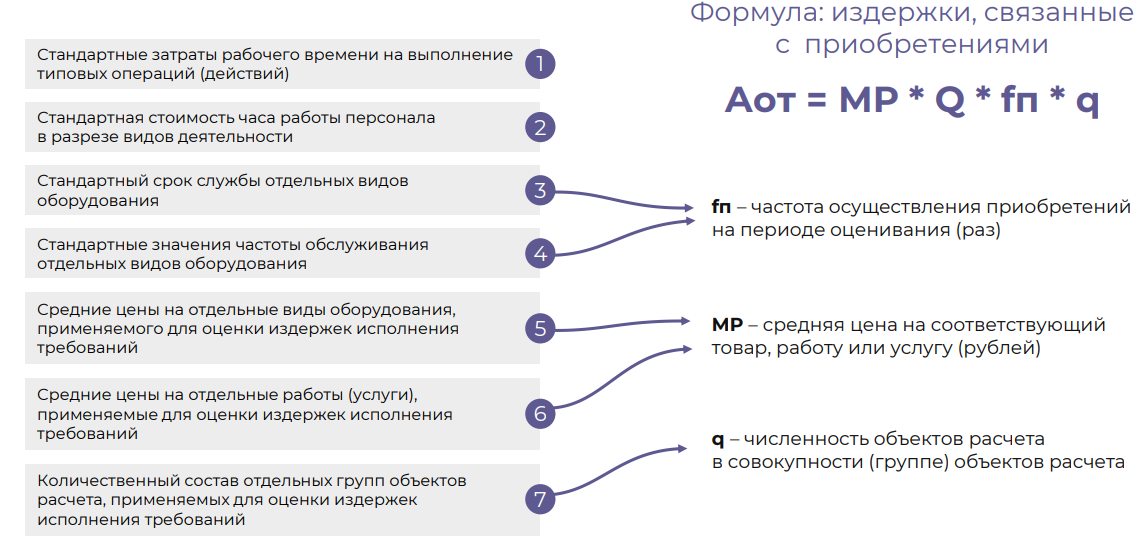 Формула: издержки, связанные
с приобретениями
Аот = MP * Q * fп * q
Стандартные затраты рабочего времени на выполнение
типовых операций (действий)
1
Стандартная стоимость часа работы персонала
в разрезе видов деятельности
2
Стандартный срок службы отдельных видов
оборудования
3
Стандартные значения частоты обслуживания
отдельных видов оборудования
4
Средние цены на отдельные виды оборудования,
применяемого для оценки издержек исполнения
требований
5
Средние цены на отдельные работы (услуги),
применяемые для оценки издержек исполнения
требований
6
Количественный состав отдельных групп объектов
расчета, применяемых для оценки издержек
исполнения требований
7
fп – частота осуществления приобретений
на периоде оценивания (раз)
MP – средняя цена на соответствующий
товар, работу или услугу (рублей)
q – численность объектов расчета
в совокупности (группе) объектов расчета